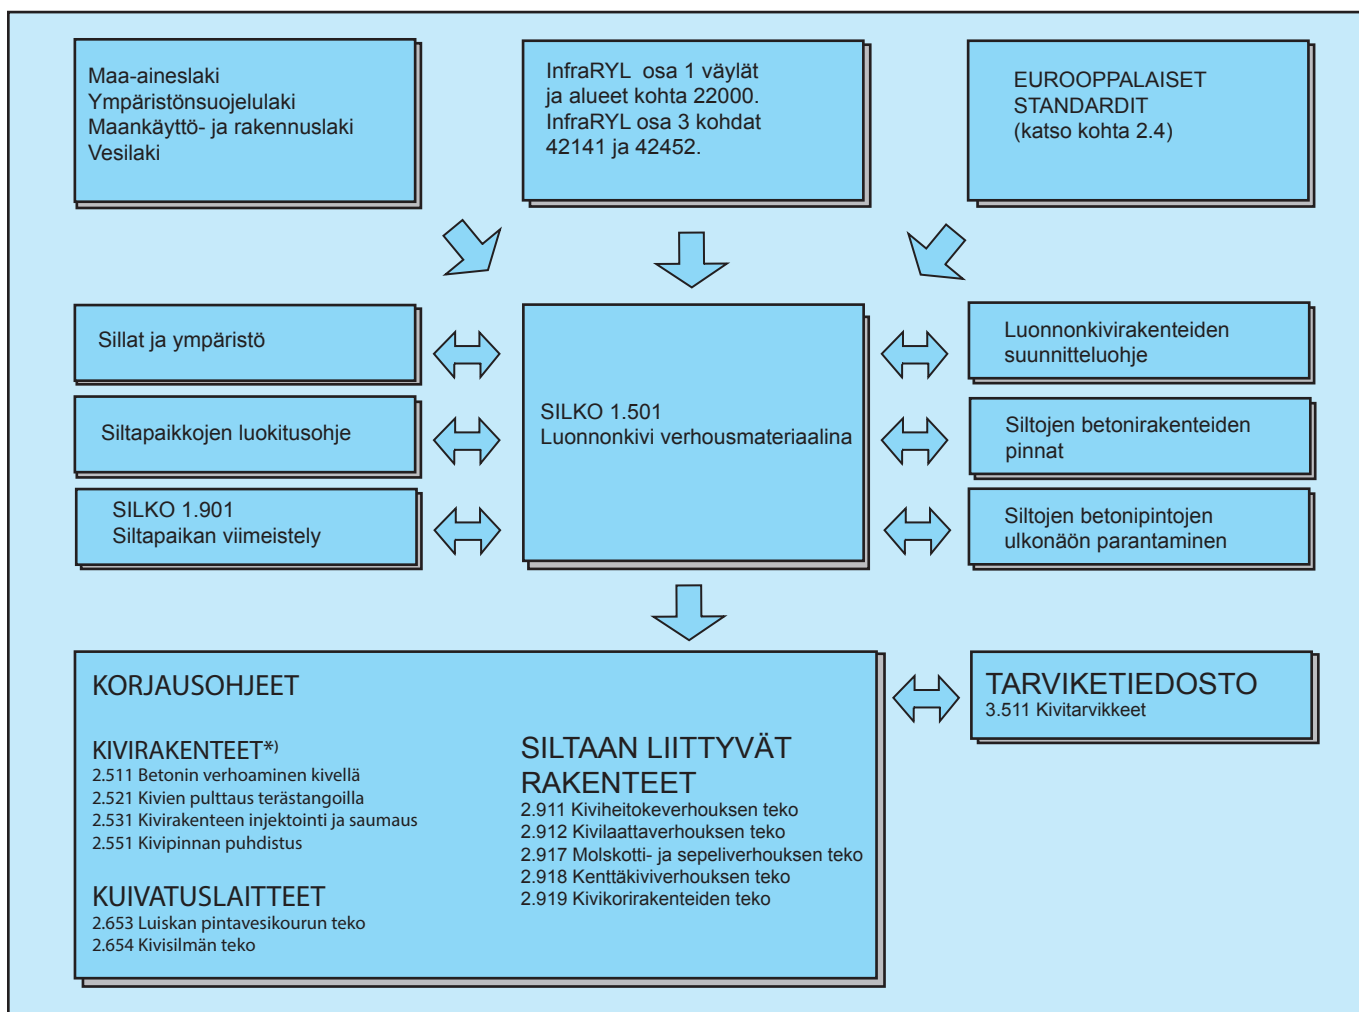 Maa-aineslaki
Ympäristönsuojelulaki
Maankäyttö- ja rakennuslaki
Vesilaki
InfraRYL osa 1 väylät
ja alueet kohta 22000.
InfraRYL osa 3 kohdat
42141 ja 42452.
EUROOPPALAISET
STANDARDIT
(katso kohta 2.4)
Sillat ja ympäristö
Siltapaikkojen luokitusohje
SILKO 1.901
Siltapaikan viimeistely
SILKO 1.501
Luonnonkivi verhousmateriaalina
Luonnonkivirakenteiden
suunnitteluohje
Siltojen betonirakenteiden
pinnat
Siltojen betonipintojen
ulkonäön parantaminen
KORJAUSOHJEET
KIVIRAKENTEET*)
2.511 Betonin verhoaminen kivellä
2.521 Kivien pulttaus terästangoilla
2.531 Kivirakenteen injektointi ja saumaus
2.551 Kivipinnan puhdistus
KUIVATUSLAITTEET
2.653 Luiskan pintavesikourun teko
2.654 Kivisilmän teko
SILTAAN LIITTYVÄT
RAKENTEET
2.911 Kiviheitokeverhouksen teko
2.912 Kivilaattaverhouksen teko
2.917 Molskotti- ja sepeliverhouksen teko
2.918 Kenttäkiviverhouksen teko
2.919 Kivikorirakenteiden teko
TARVIKETIEDOSTO
3.511 Kivitarvikkeet